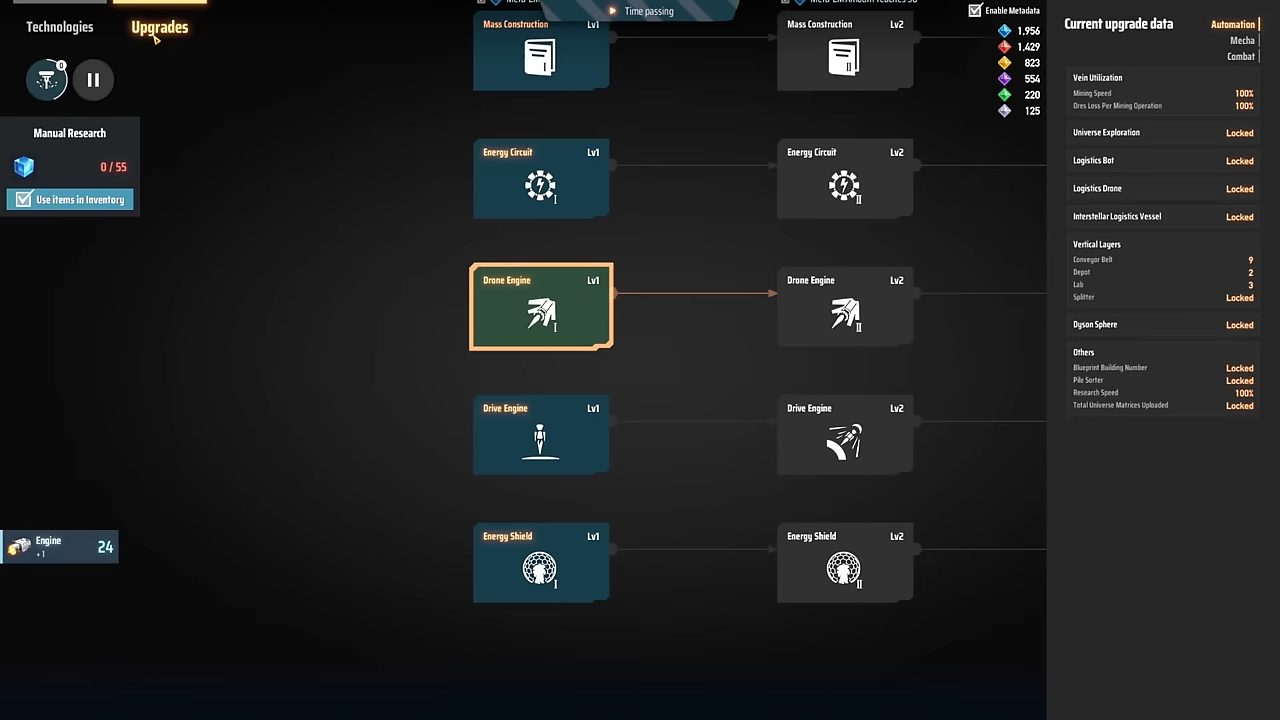 Technologies
Upgrades
0
Manual Research
0 / 55
Use items in Inventory
Engine
+1
24
Time passing
Mass Construction Lv1
I
Mass Construction Lv2
II
Energy Circuit Lv1
I
Energy Circuit Lv2
II
Drone Engine Lv1
I
Drone Engine Lv2
II
Drive Engine Lv1
Drive Engine Lv2
Energy Shield Lv1
I
Energy Shield Lv2
II
Enable Metadata
1,956
1,429
823
554
220
125
Current upgrade data
Automation
Mecha
Combat
Vein Utilization
Mining Speed 100%
Ores Loss Per Mining Operation 100%
Universe Exploration Locked
Logistics Bot Locked
Logistics Drone Locked
Interstellar Logistics Vessel Locked
Vertical Layers
Conveyor Belt 9
Depot 2
Lab 3
Splitter Locked
Dyson Sphere Locked
Others
Blueprint Building Number Locked
Pile Sorter Locked
Research Speed 100%
Total Universe Matrices Uploaded Locked